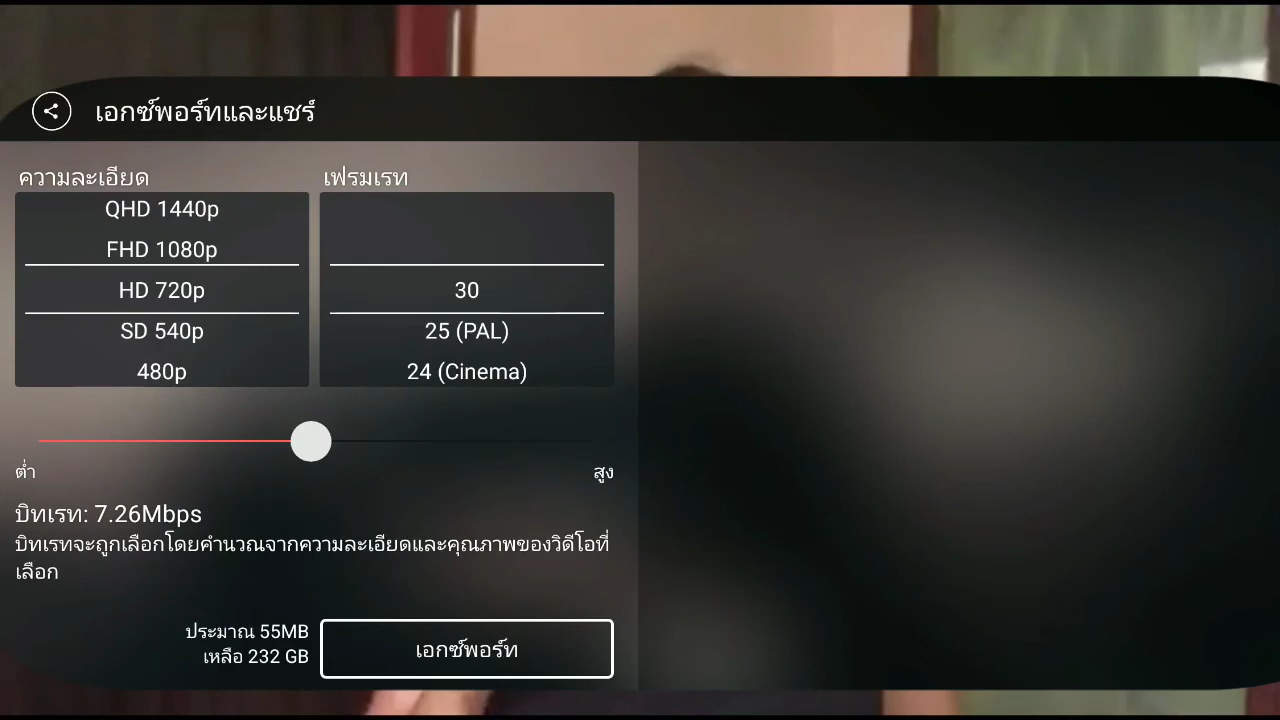 เอกซ์พอร์ทและแชร์
ความละเอียด
เฟรมเรท
QHD 1440p
FHD 1080p
HD 720p
30
SD 540p
25 (PAL)
480p
24 (Cinema)
ต่ำ
สูง
บิทเรท: 7.26Mbps
บิทเรทจะถูกเลือกโดยคำนวณจากความละเอียดและคุณภาพของวิดีโอที่
เลือก
ประมาณ 55MB
เหลือ 232 GB
เอกซ์พอร์ท